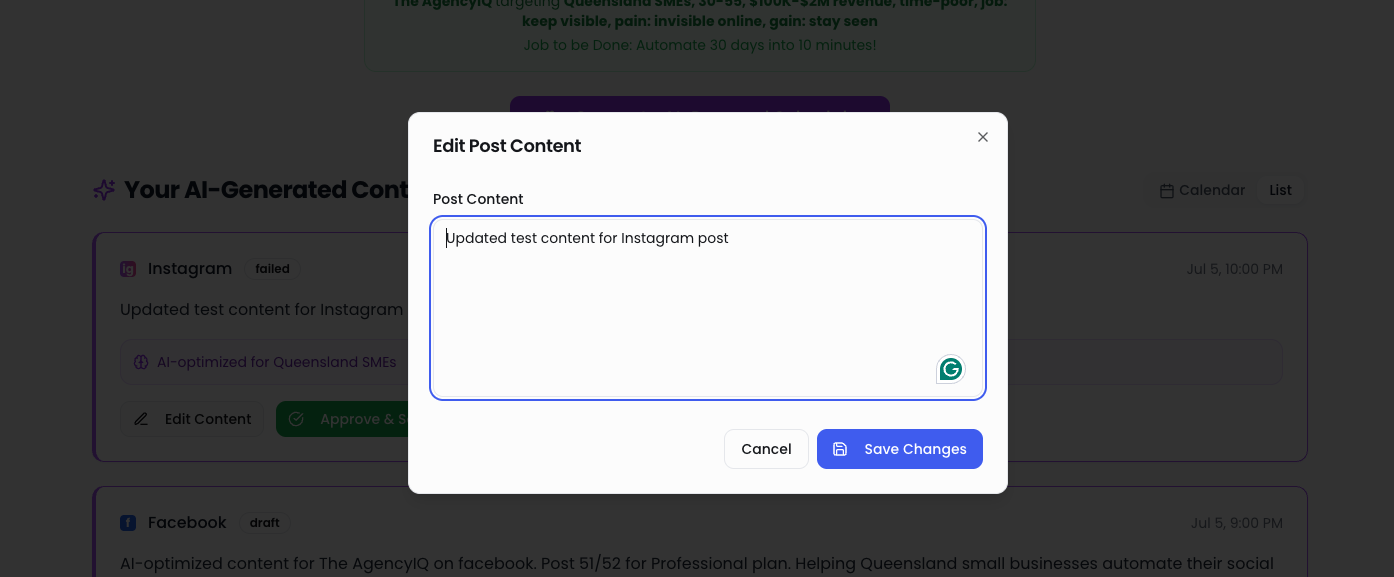 The AgencyIQ targeting Queensland SMEs, 30-55, $100K-$2M revenue, time-poor, job:
keep visible, pain: invisible online, gain: stay seen
Job to be Done: Automate 30 days into 10 minutes!
Edit Post Content
Your AI-Generated Cont
Calendar
List
Post Content
Updated test content for Instagram post
Instagram
failed
Jul 5, 10:00 PM
Updated test content for Instagram
AI-optimized for Queensland SMEs
Edit Content
Approve & S
Cancel
Save Changes
Facebook
draft
Jul 5, 9:00 PM
AI-optimized content for The AgencyIQ on facebook. Post 51/52 for Professional plan. Helping Queensland small businesses automate their social